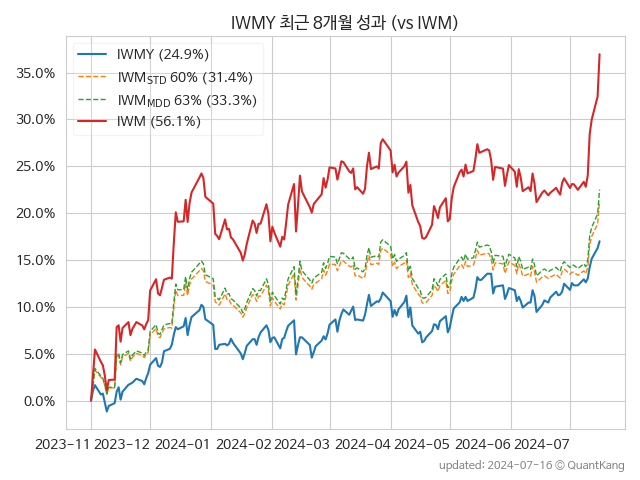 IWMY 최근 8개월 성과 (vs IWM)
IWMY (24.9%)
IWM_STD 60% (31.4%)
IWM_MDD 63% (33.3%)
IWM (56.1%)
35.0%
30.0%
25.0%
20.0%
15.0%
10.0%
5.0%
0.0%
2023-11 2023-12 2024-01 2024-02 2024-03 2024-04 2024-05 2024-06 2024-07
updated: 2024-07-16 © QuantKang